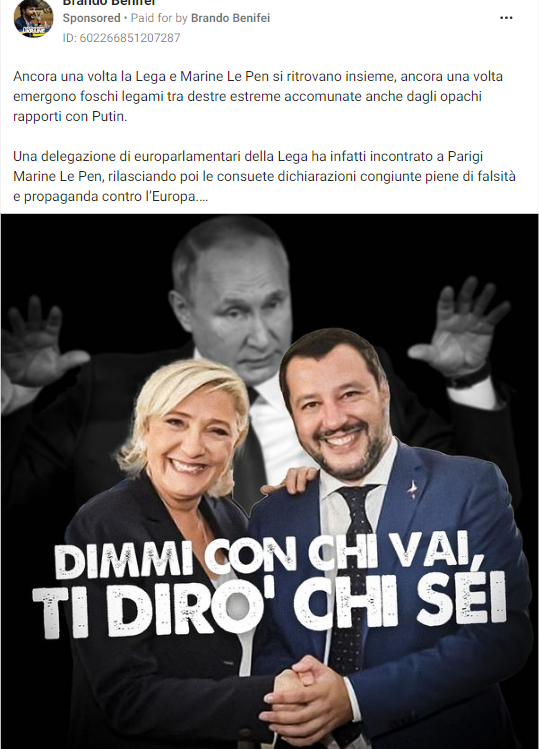 Brando Benifei
Sponsored • Paid for by Brando Benifei
ID: 602266851207287
Ancora una volta la Lega e Marine Le Pen si ritrovano insieme, ancora una volta
emergono foschi legami tra destre estreme accomunate anche dagli opachi
rapporti con Putin.
Una delegazione di europarlamentari della Lega ha infatti incontrato a Parigi
Marine Le Pen, rilasciando poi le consuete dichiarazioni congiunte piene di falsità
e propaganda contro l'Europa....
DIMMI CON CHI VAI,
TI DIRO' CHI SEI